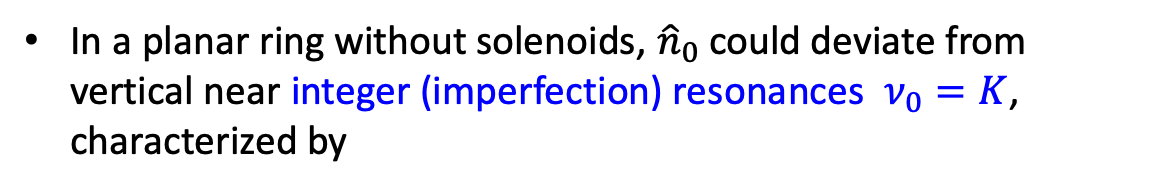 • In a planar ring without solenoids, n̂₀ could deviate from
vertical near integer (imperfection) resonances ν₀ = K,
characterized by